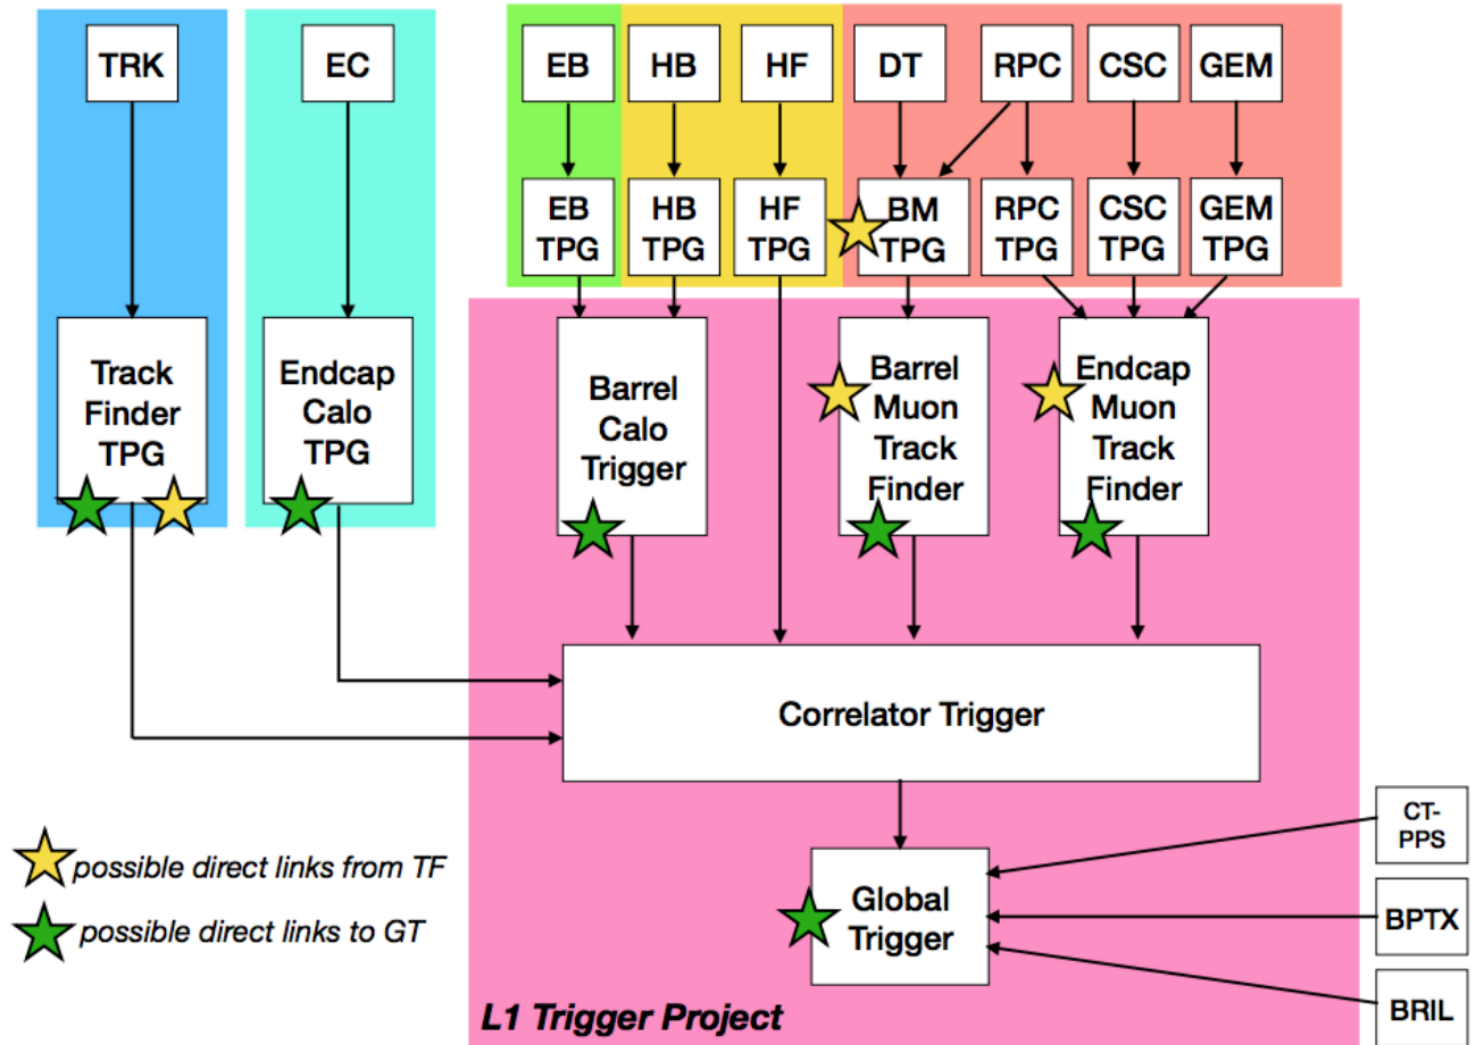 TRK
EC
EB
HB
HF
DT
RPC
CSC
GEM
EB
TPG
HB
TPG
HF
TPG
BM
TPG
RPC
TPG
CSC
TPG
GEM
TPG
Track
Finder
TPG
Endcap
Calo
TPG
Barrel
Calo
Trigger
Barrel
Muon
Track
Finder
Endcap
Muon
Track
Finder
Correlator Trigger
possible direct links from TF
possible direct links to GT
Global
Trigger
CT-
PPS
BPTX
BRIL
L1 Trigger Project